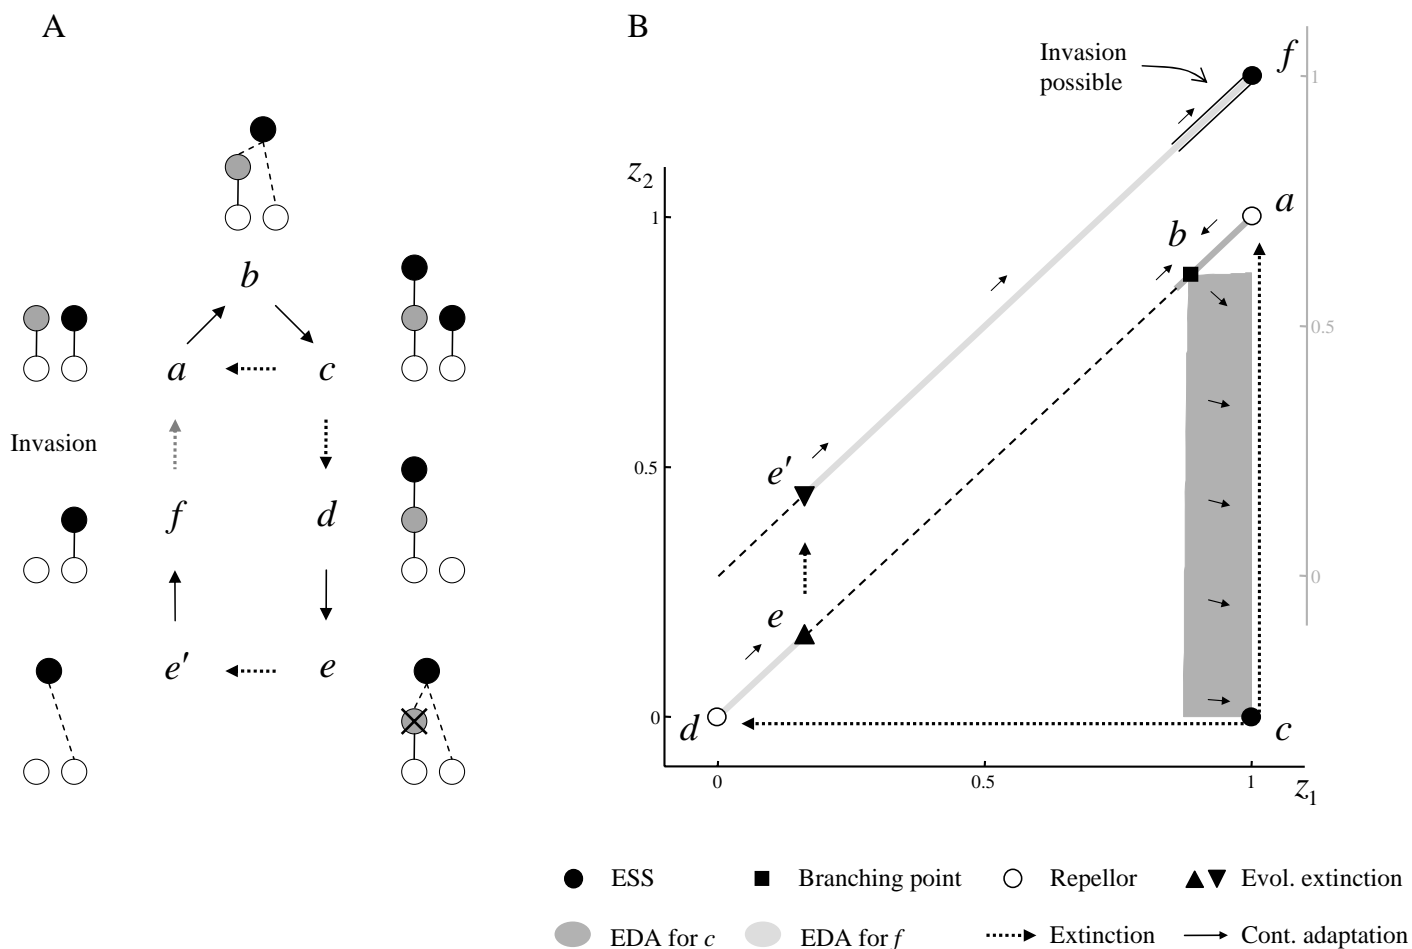 A
b
a
c
Invasion
f
d
e′
e
B
Invasion
possible
f
z2
1
1
a
b
0.5
0.5
e′
0
e
0
d
c
0
0.5
1
z1
ESS
Branching point
Repellor
Evol. extinction
EDA for c
EDA for f
Extinction
Cont. adaptation